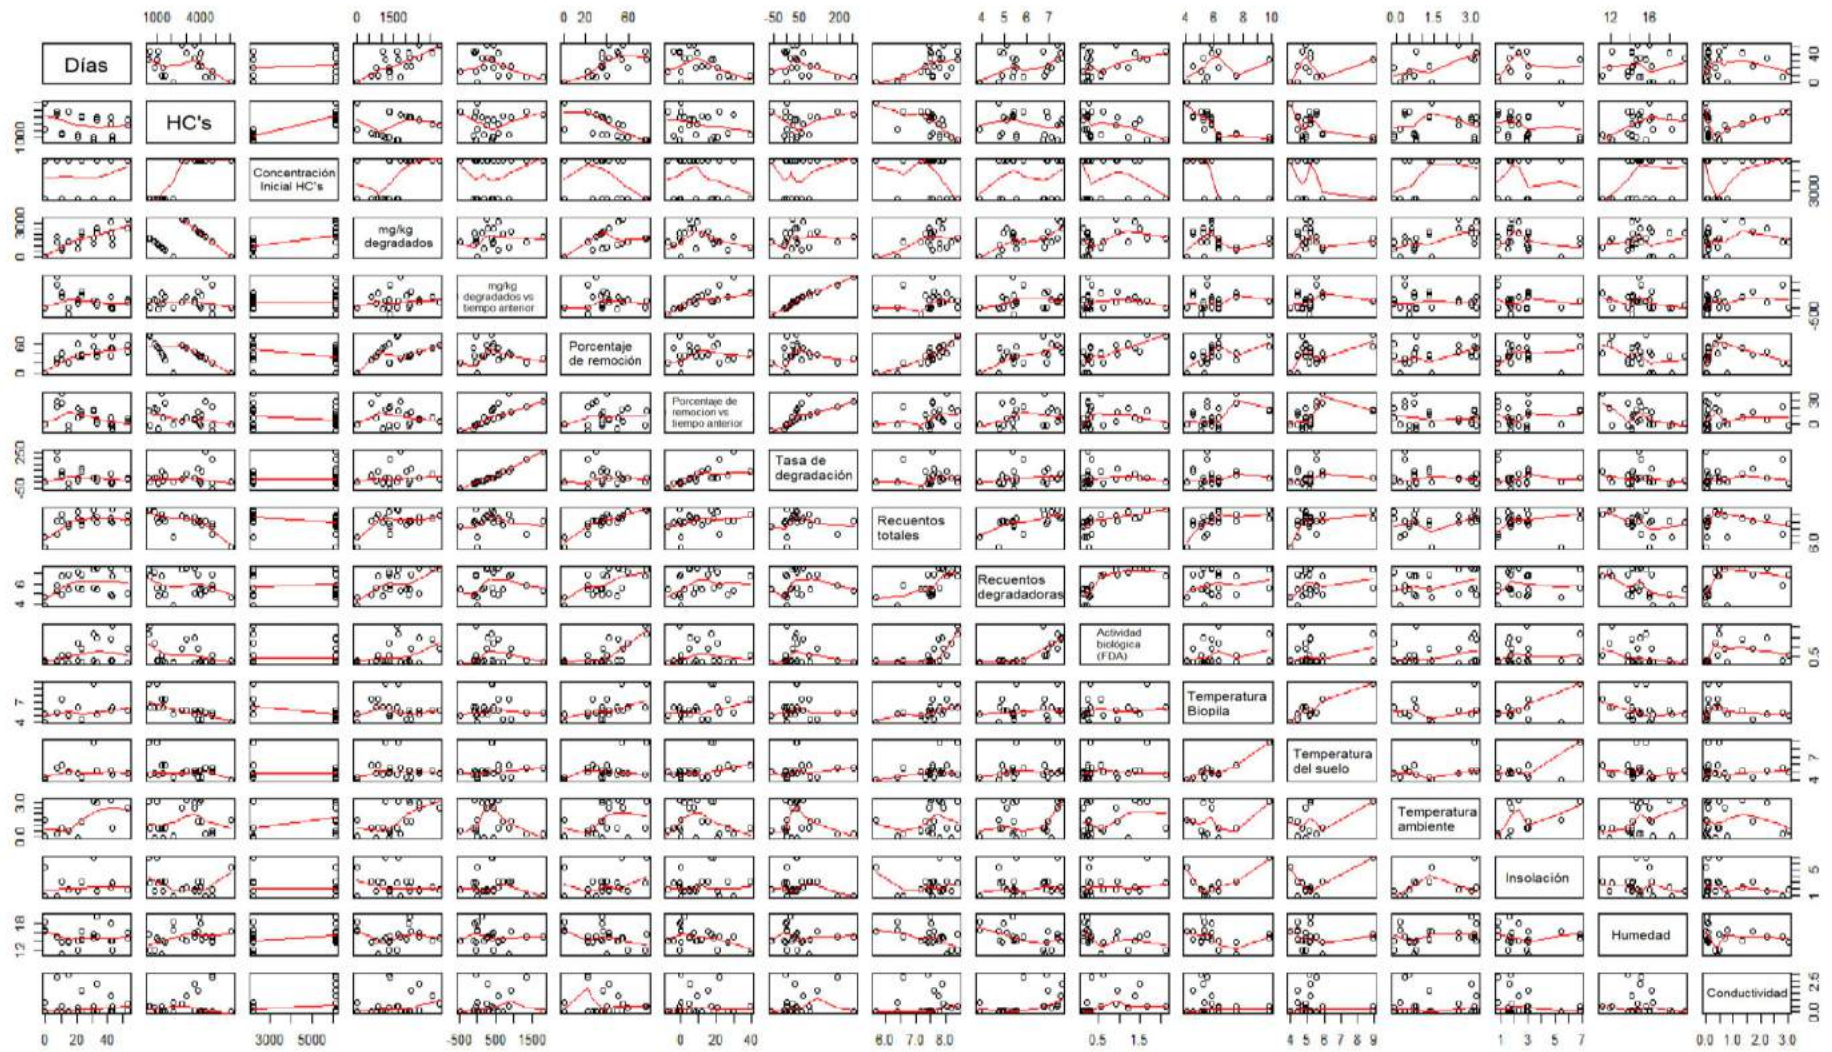 1000 4000
0 1500
0 20 60
-50 50 200
4 5 6 7
4 6 8 10
0.0 1.5 3.0
12 18
Días
0 40
1000
HC's
Concentración
Inicial HC's
3000
0 3000
mg/kg
degradados
mg/kg
degradados vs
tiempo anterior
-500
0 60
Porcentaje
de remoción
Porcentaje de
remocion vs
tiempo anterior
0 30
-50 250
Tasa de
degradación
Recuentos
totales
6.0
4 6
Recuentos
degradadoras
Actividad
biológica
(FDA)
0.5
4 7
Temperatura
Biopila
Temperatura
del suelo
4 7
0.0 3.0
Temperatura
ambiente
Insolación
1 5
12 18
Humedad
Conductividad
0.0 2.5
0 20 40
3000 5000
-500 500 1500
0 20 40
6.0 7.0 8.0
0.5 1.5
4 5 6 7 8 9
1 3 5 7
0.0 1.0 2.0 3.0